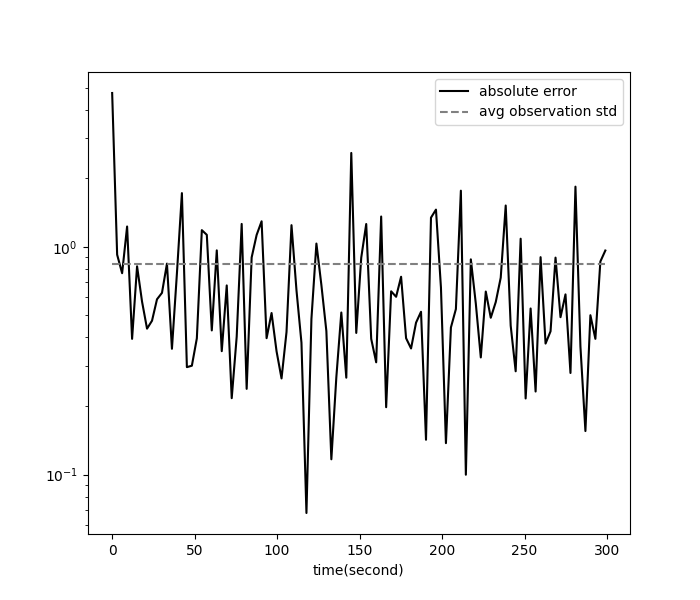 absolute error
avg observation std
10⁰
10⁻¹
0 50 100 150 200 250 300
time(second)